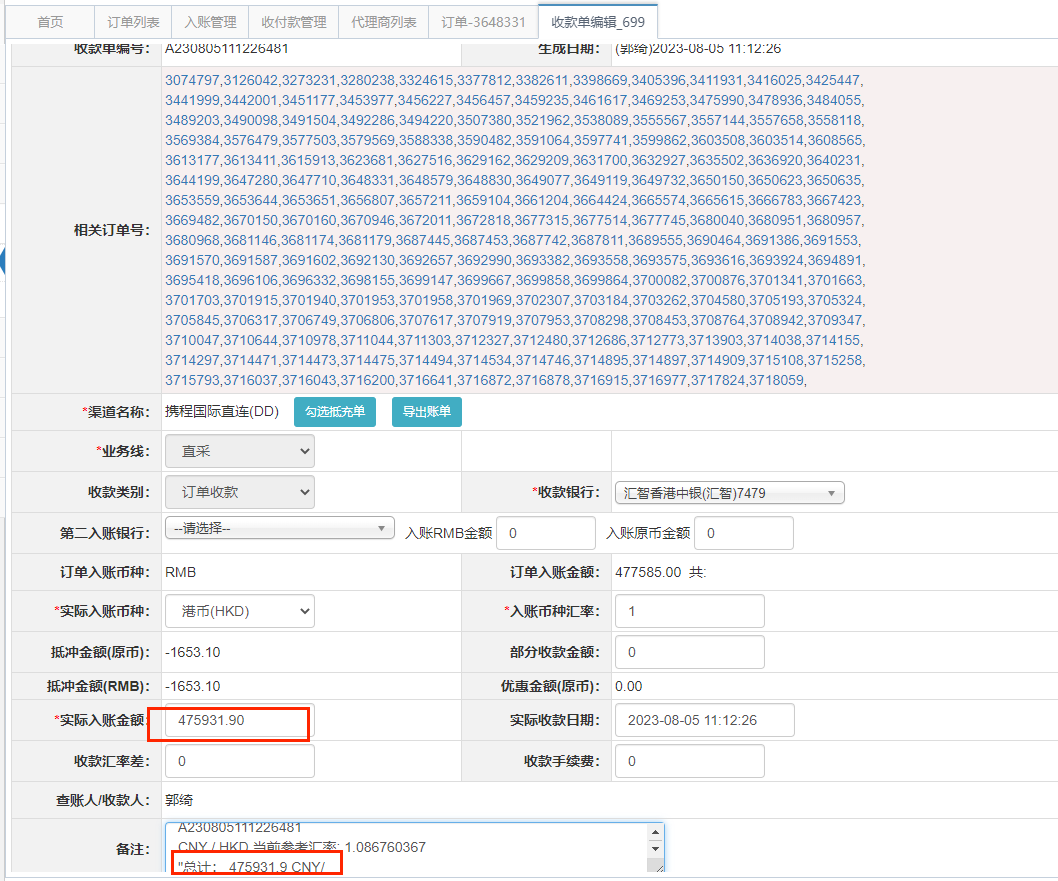 首页 订单列表 入账管理 收付款管理 代理商列表 订单-3648331 收款单编辑_699
收款单编号： A230805111226481 生成日期： (郭绮)2023-08-05 11:12:26
相关订单号：
3074797,3126042,3273231,3280238,3324615,3377812,3382611,3398669,3405396,3411931,3416025,3425447,
3441999,3442001,3451177,3453977,3456227,3456457,3459235,3461617,3469253,3475990,3478936,3484055,
3489203,3490098,3491504,3492286,3494220,3507380,3521962,3538089,3555567,3557144,3557658,3558118,
3569384,3576479,3577503,3579569,3588338,3590482,3591064,3597741,3599862,3603508,3603514,3608565,
3613177,3613411,3615913,3623681,3627516,3629162,3629209,3631700,3632927,3635502,3636920,3640231,
3644199,3647280,3647710,3648331,3648579,3648830,3649077,3649119,3649732,3650150,3650623,3650635,
3653559,3653644,3653651,3656807,3657211,3659104,3661204,3664424,3665574,3665615,3666783,3667423,
3669482,3670150,3670160,3670946,3672011,3672818,3677315,3677514,3677745,3680040,3680951,3680957,
3680968,3681146,3681174,3681179,3687445,3687453,3687742,3687811,3689555,3690464,3691386,3691553,
3691570,3691587,3691602,3692130,3692657,3692990,3693382,3693558,3693575,3693616,3693924,3694891,
3695418,3696106,3696332,3698155,3699147,3699667,3699858,3699864,3700082,3700876,3701341,3701663,
3701703,3701915,3701940,3701953,3701958,3701969,3702307,3703184,3703262,3704580,3705193,3705324,
3705845,3706317,3706749,3706806,3707617,3707919,3707953,3708298,3708453,3708764,3708942,3709347,
3710047,3710644,3710978,3711044,3711303,3712327,3712480,3712686,3712773,3713903,3714038,3714155,
3714297,3714471,3714473,3714475,3714494,3714534,3714746,3714895,3714897,3714909,3715108,3715258,
3715793,3716037,3716043,3716200,3716641,3716872,3716878,3716915,3716977,3717824,3718059,
*渠道名称： 携程国际直连(DD) 勾选抵充单 导出账单
*业务线： 直采
收款类别： 订单收款 *收款银行： 汇智香港中银(汇智)7479
第二入账银行： --请选择-- 入账RMB金额 0 入账原币金额 0
订单入账币种： RMB 订单入账金额： 477585.00 共:
*实际入账币种： 港币(HKD) *入账币种汇率： 1
抵冲金额(原币)： -1653.10 部分收款金额： 0
抵冲金额(RMB)： -1653.10 优惠金额(原币)： 0.00
*实际入账金额： 475931.90 实际收款日期： 2023-08-05 11:12:26
收款汇率差： 0 收款手续费： 0
查账人/收款人： 郭绮
备注：
A230805111226481
CNY / HKD 当前参考汇率: 1.086760367
"总计： 475931.9 CNY/